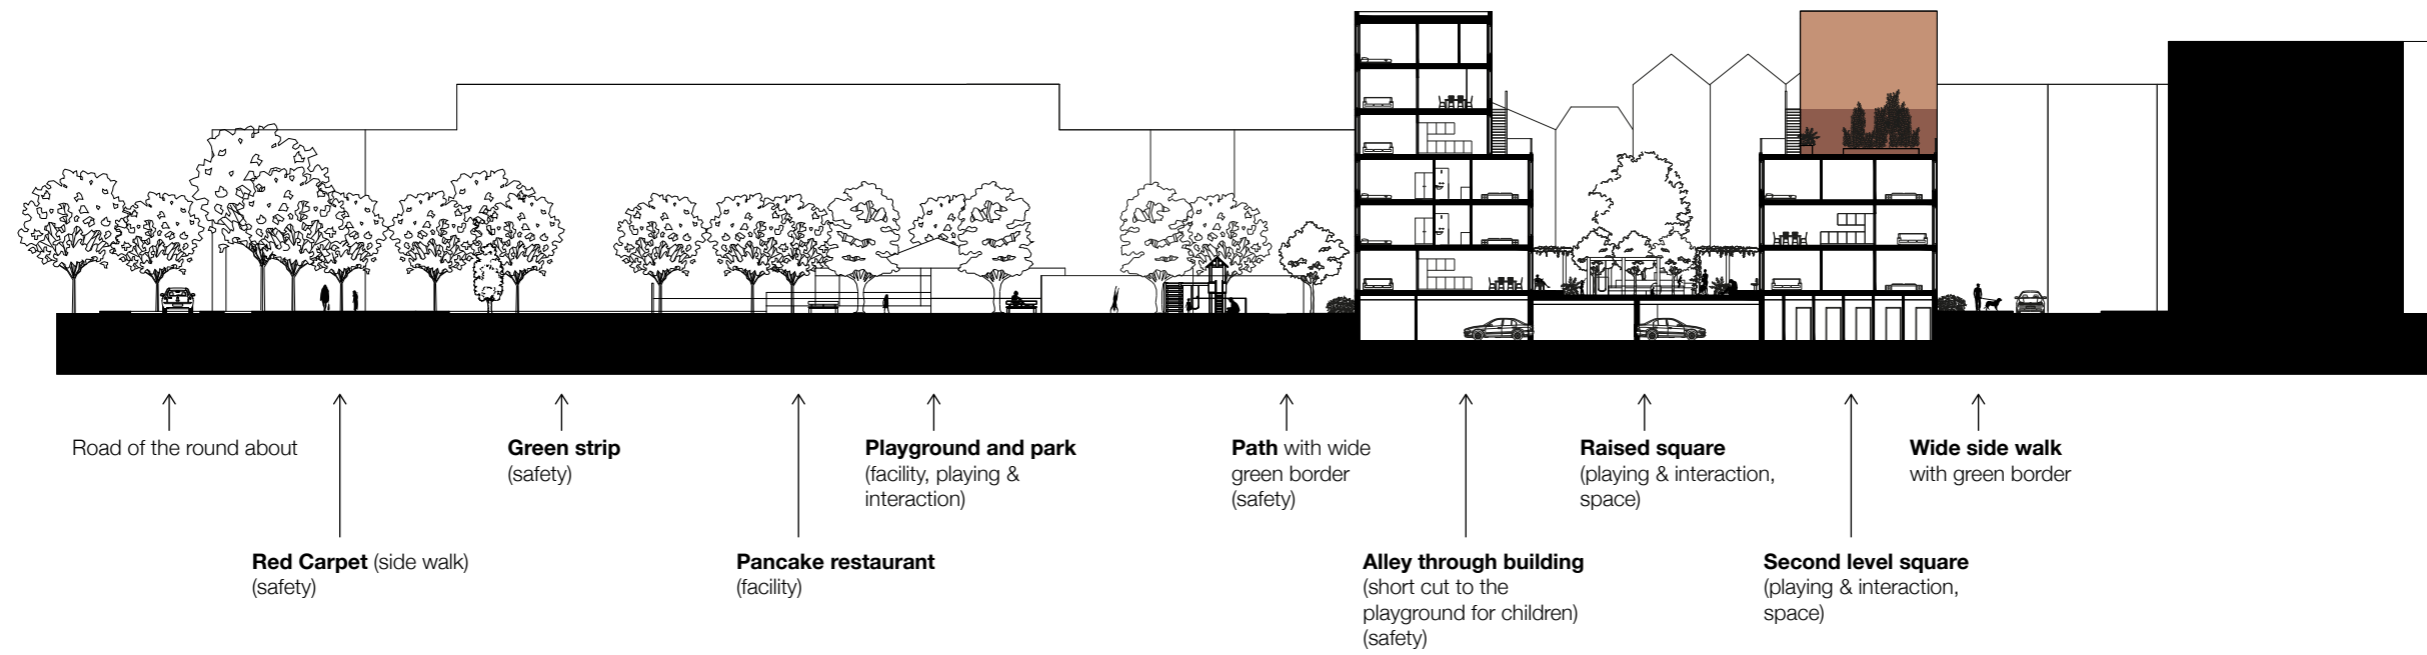 Road of the round about
Red Carpet (side walk)
(safety)
Green strip
(safety)
Pancake restaurant
(facility)
Playground and park
(facility, playing &
interaction)
Path with wide
green border
(safety)
Alley through building
(short cut to the
playground for children)
(safety)
Raised square
(playing & interaction,
space)
Second level square
(playing & interaction,
space)
Wide side walk
with green border